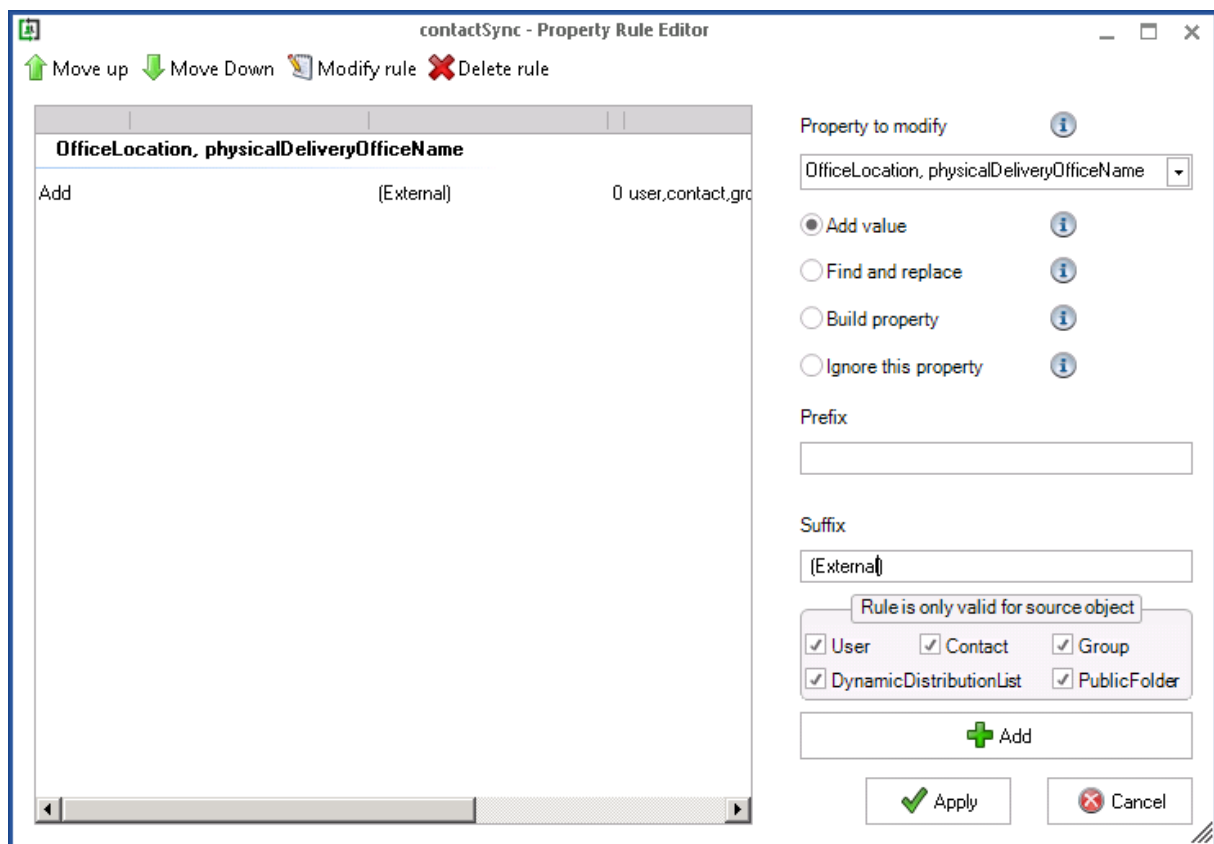 contactSync - Property Rule Editor
Move up Move Down Modify rule Delete rule
OfficeLocation, physicalDeliveryOfficeName
Add (External) 0 user,contact,gro
Property to modify
OfficeLocation, physicalDeliveryOfficeName
Add value
Find and replace
Build property
Ignore this property
Prefix
Suffix
(External)
Rule is only valid for source object
User Contact Group
DynamicDistributionList PublicFolder
Add
Apply Cancel